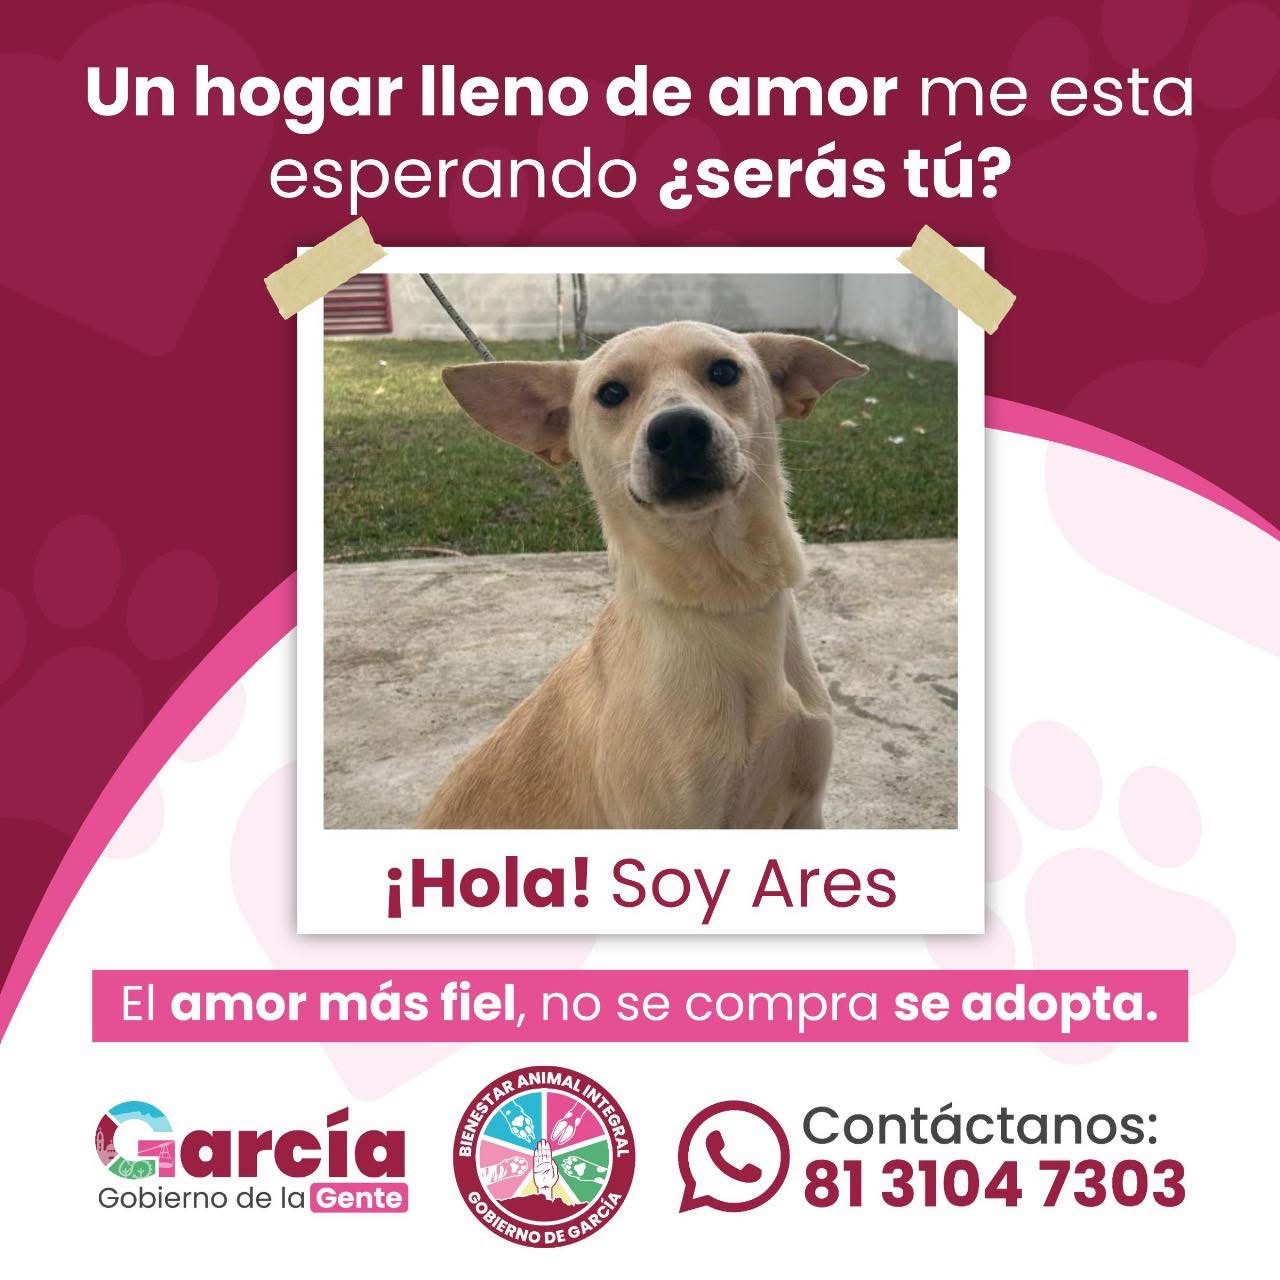 Un hogar lleno de amor me esta
esperando ¿serás tú?
¡Hola! Soy Ares
El amor más fiel, no se compra se adopta.
García
Gobierno de la Gente
BIENESTAR ANIMAL INTEGRAL
GOBIERNO DE GARCÍA
Contáctanos:
81 3104 7303